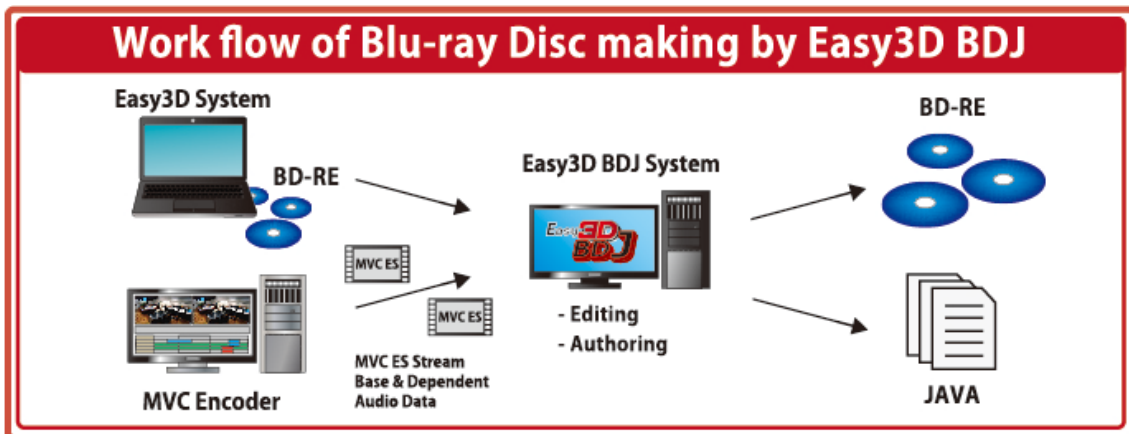 Work flow of Blu-ray Disc making by Easy3D BDJ
Easy3D System
BD-RE
MVC ES
MVC ES
MVC Encoder
MVC ES Stream
Base & Dependent
Audio Data
Easy3D BDJ System
Easy3D
BDJ
- Editing
- Authoring
BD-RE
JAVA